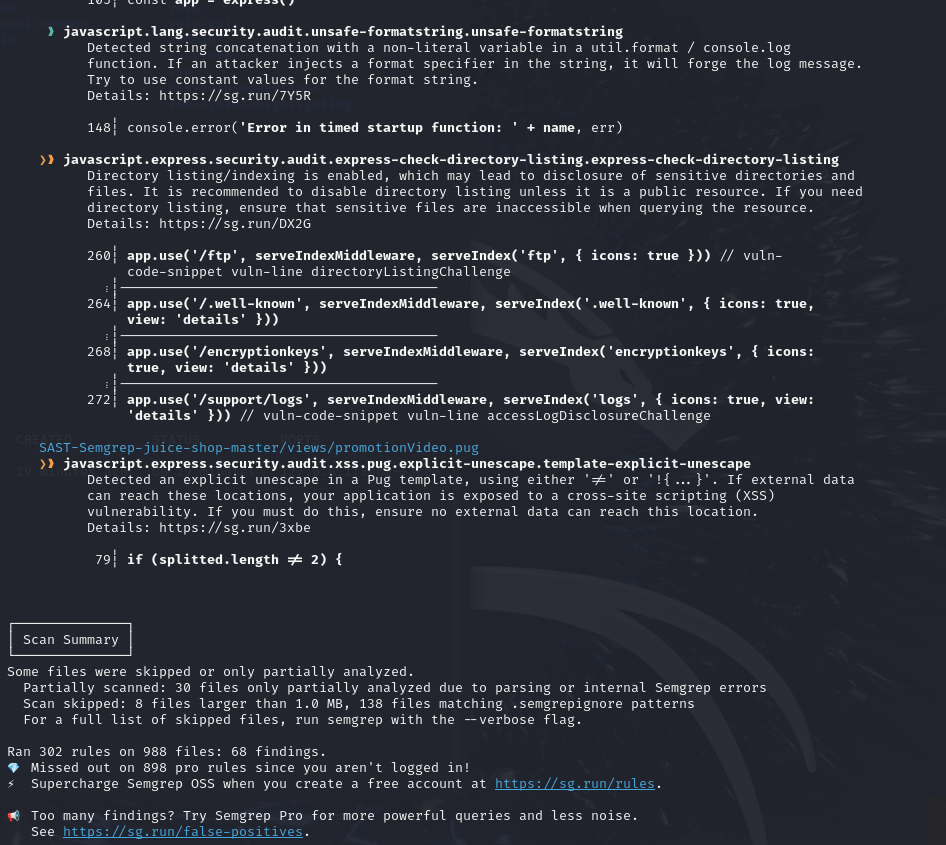 105┆ const app = express()
❱ javascript.lang.security.audit.unsafe-formatstring.unsafe-formatstring
Detected string concatenation with a non-literal variable in a util.format / console.log
function. If an attacker injects a format specifier in the string, it will forge the log message.
Try to use constant values for the format string.
Details: https://sg.run/7Y5R
148┆ console.error('Error in timed startup function: ' + name, err)
❯❱ javascript.express.security.audit.express-check-directory-listing.express-check-directory-listing
Directory listing/indexing is enabled, which may lead to disclosure of sensitive directories and
files. It is recommended to disable directory listing unless it is a public resource. If you need
directory listing, ensure that sensitive files are inaccessible when querying the resource.
Details: https://sg.run/DX2G
260┆ app.use('/ftp', serveIndexMiddleware, serveIndex('ftp', { icons: true })) // vuln-
code-snippet vuln-line directoryListingChallenge
⋮┆----------------------------------------
264┆ app.use('/.well-known', serveIndexMiddleware, serveIndex('.well-known', { icons: true,
view: 'details' }))
⋮┆----------------------------------------
268┆ app.use('/encryptionkeys', serveIndexMiddleware, serveIndex('encryptionkeys', { icons:
true, view: 'details' }))
⋮┆----------------------------------------
272┆ app.use('/support/logs', serveIndexMiddleware, serveIndex('logs', { icons: true, view:
'details' })) // vuln-code-snippet vuln-line accessLogDisclosureChallenge
SAST-Semgrep-juice-shop-master/views/promotionVideo.pug
❯❱ javascript.express.security.audit.xss.pug.explicit-unescape.template-explicit-unescape
Detected an explicit unescape in a Pug template, using either '!=' or '!{...}'. If external data
can reach these locations, your application is exposed to a cross-site scripting (XSS)
vulnerability. If you must do this, ensure no external data can reach this location.
Details: https://sg.run/3xbe
79┆ if (splitted.length != 2) {
Scan Summary
Some files were skipped or only partially analyzed.
Partially scanned: 30 files only partially analyzed due to parsing or internal Semgrep errors
Scan skipped: 8 files larger than 1.0 MB, 138 files matching .semgrepignore patterns
For a full list of skipped files, run semgrep with the --verbose flag.
Ran 302 rules on 988 files: 68 findings.
💎 Missed out on 898 pro rules since you aren't logged in!
⚡ Supercharge Semgrep OSS when you create a free account at https://sg.run/rules.
📢 Too many findings? Try Semgrep Pro for more powerful queries and less noise.
See https://sg.run/false-positives.